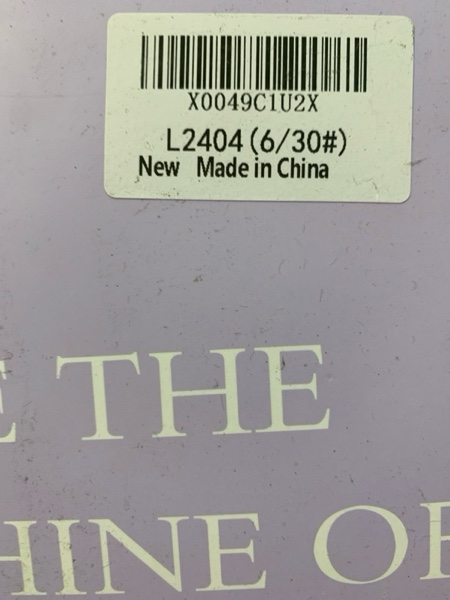 X0049C1U2X
L2404(6/30#)
New Made in China
E THE
HINE OF